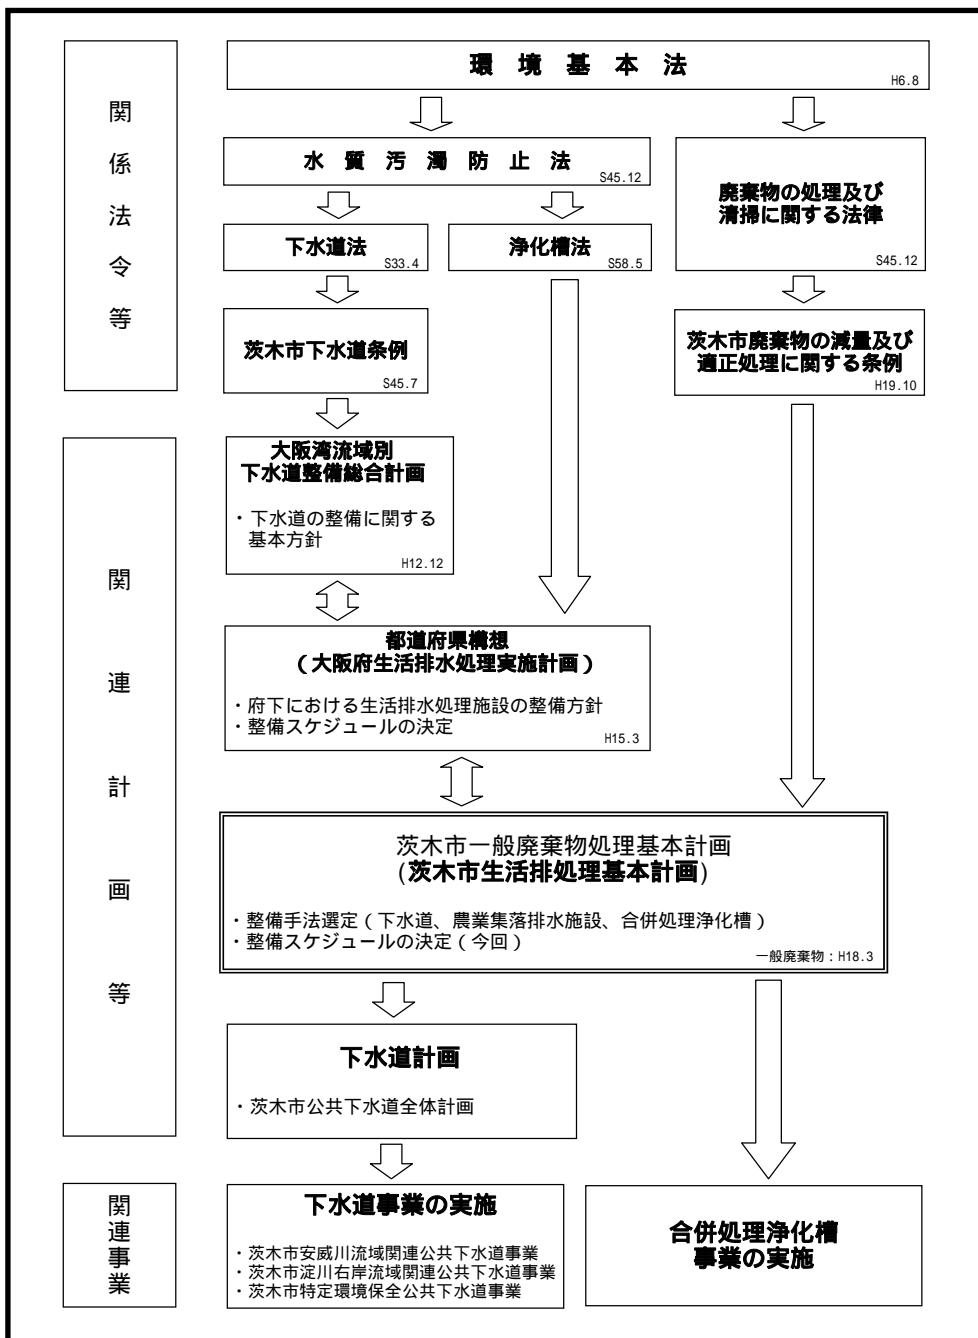 関係法令等
環境基本法
H6.8
水質汚濁防止法
S45.12
廃棄物の処理及び
清掃に関する法律
S45.12
下水道法
S33.4
浄化槽法
S58.5
茨木市下水道条例
S45.7
茨木市廃棄物の減量及び
適正処理に関する条例
H19.10
関連計画等
大阪湾流域別
下水道整備総合計画
・下水道の整備に関する
基本方針
H12.12
都道府県構想
(大阪府生活排水処理実施計画)
・府下における生活排水処理施設の整備方針
・整備スケジュールの決定
H15.3
茨木市一般廃棄物処理基本計画
(茨木市生活排処理基本計画)
・整備手法選定(下水道、農業集落排水施設、合併処理浄化槽)
・整備スケジュールの決定(今回)
一般廃棄物:H18.3
下水道計画
・茨木市公共下水道全体計画
関連事業
下水道事業の実施
・茨木市安威川流域関連公共下水道事業
・茨木市淀川右岸流域関連公共下水道事業
・茨木市特定環境保全公共下水道事業
合併処理浄化槽
事業の実施